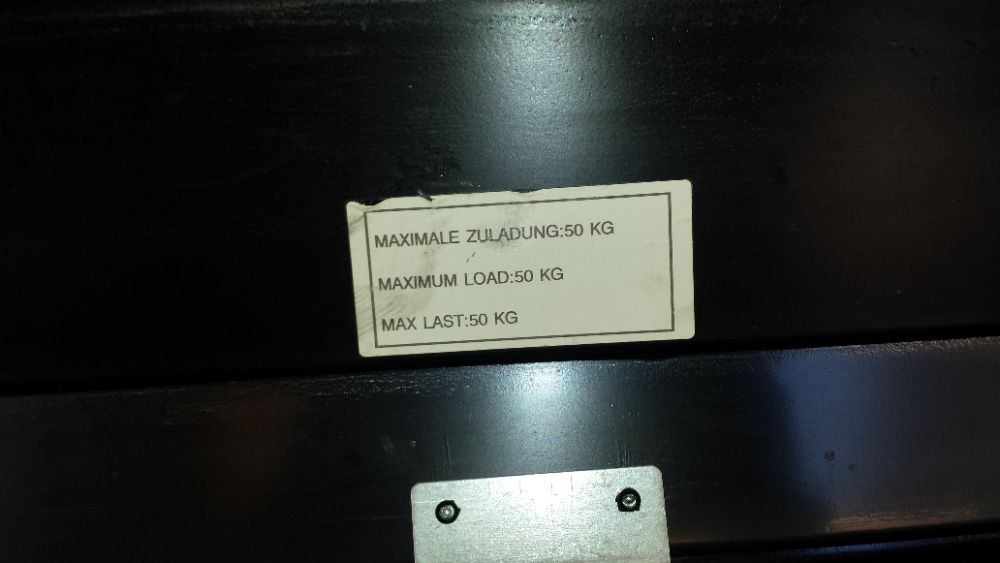 MAXIMALE ZULADUNG:50 KG
MAXIMUM LOAD:50 KG
MAX LAST:50 KG